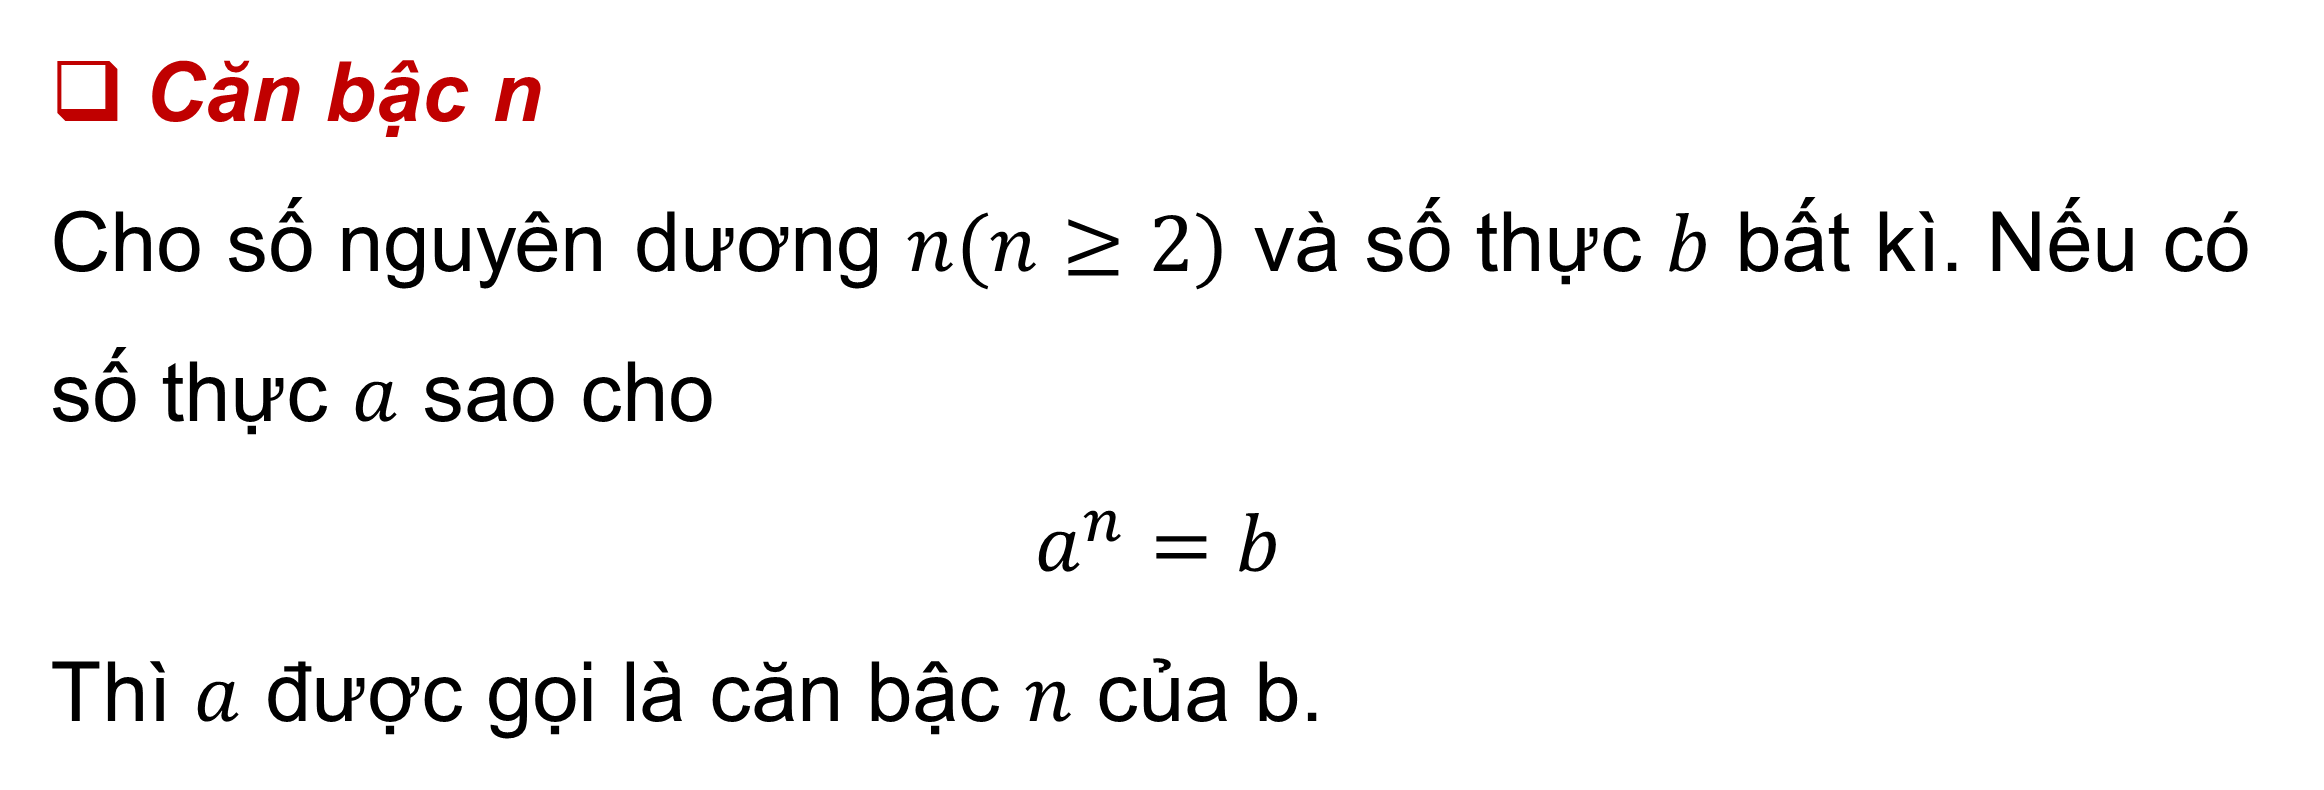 ❑ Căn bậc n
Cho số nguyên dương n(n ≥ 2) và số thực b bất kì. Nếu có
số thực a sao cho
aⁿ = b
Thì a được gọi là căn bậc n của b.